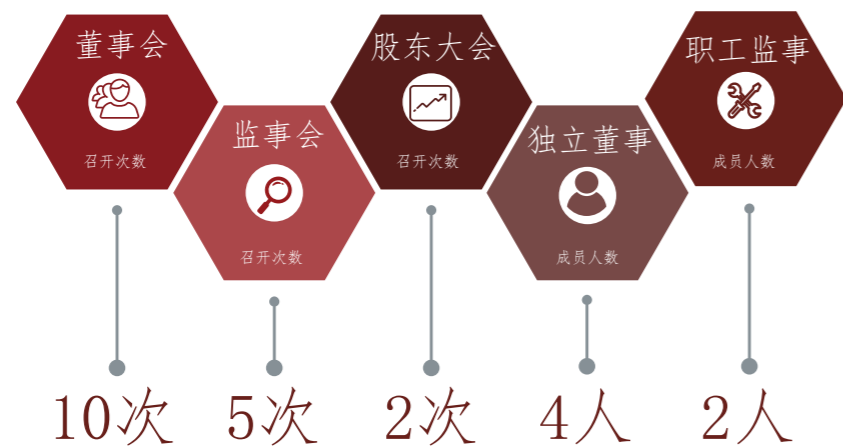 董事会
召开次数
10次
监事会
召开次数
5次
股东大会
召开次数
2次
独立董事
成员人数
4人
职工监事
成员人数
2人